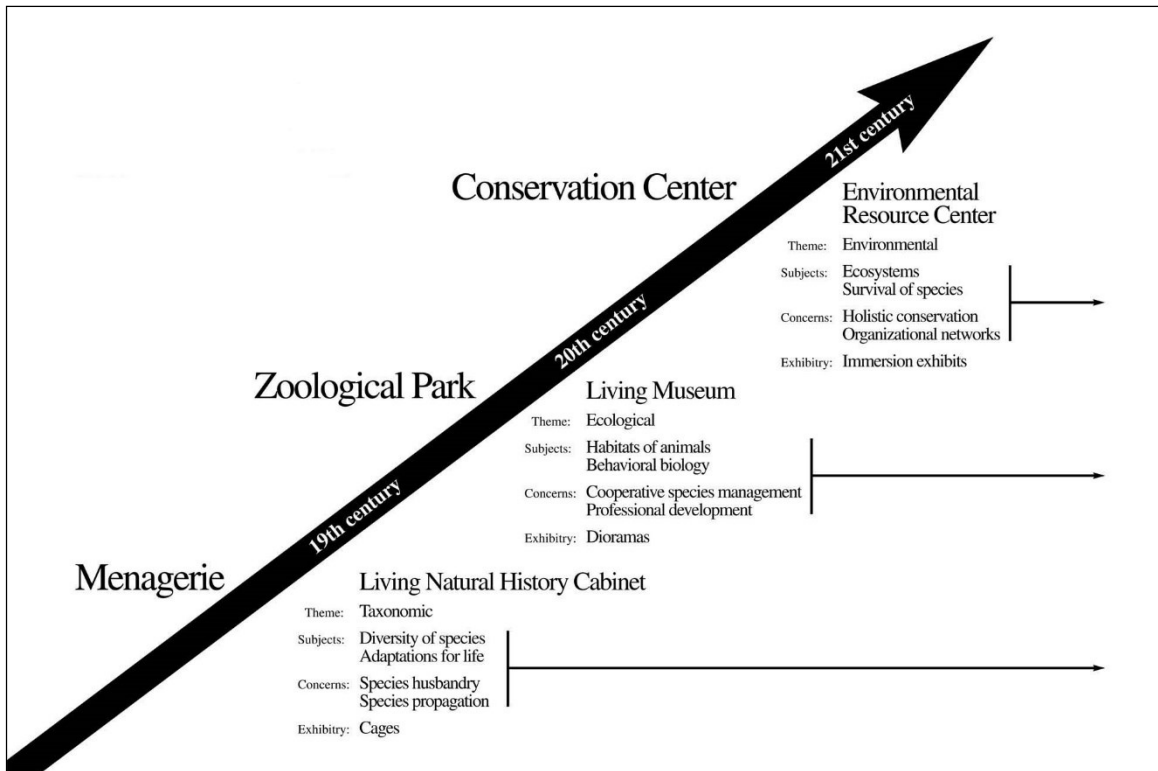 21st century
Conservation Center
Environmental
Resource Center
Theme: Environmental
Subjects: Ecosystems
Survival of species
Concerns: Holistic conservation
Organizational networks
Exhibitry: Immersion exhibits
20th century
Zoological Park
Living Museum
Theme: Ecological
Subjects: Habitats of animals
Behavioral biology
Concerns: Cooperative species management
Professional development
Exhibitry: Dioramas
19th century
Menagerie
Living Natural History Cabinet
Theme: Taxonomic
Subjects: Diversity of species
Adaptations for life
Concerns: Species husbandry
Species propagation
Exhibitry: Cages